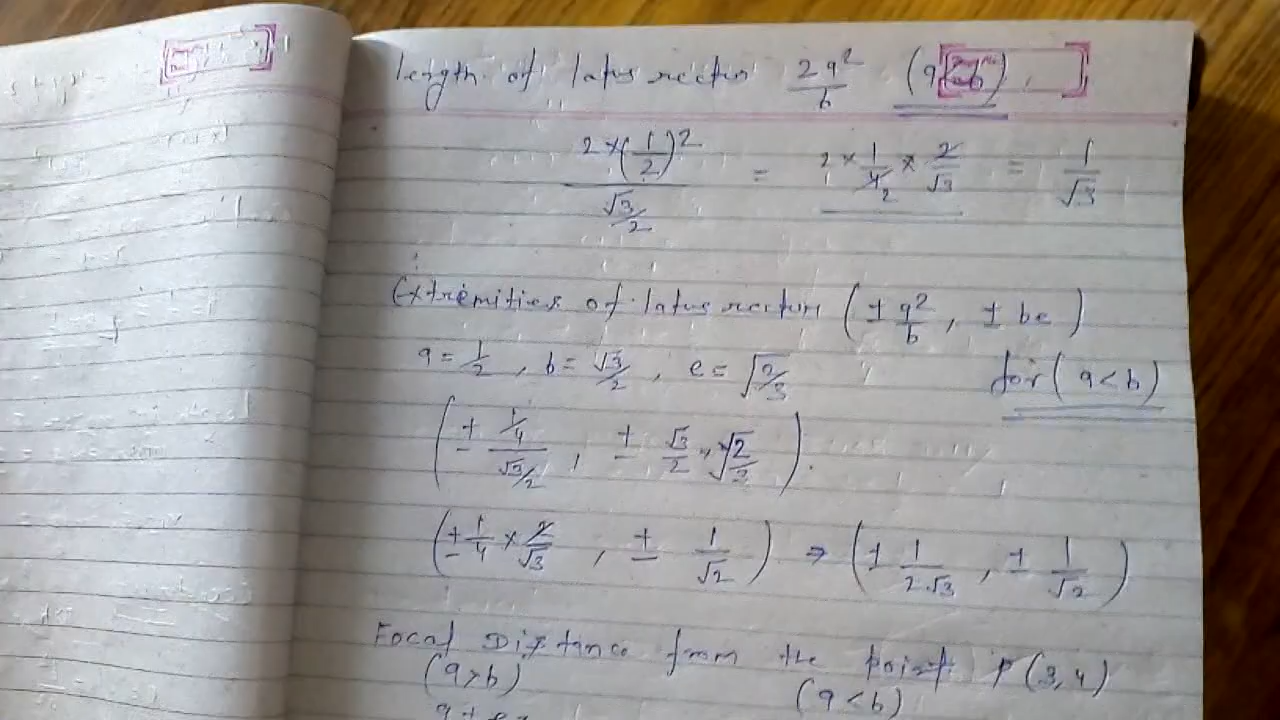 length of latus rectum 2a²/b (a<b)
2×(1/2)²/(√3/2) = 2×1/4₂×2/√3 = 1/√3
Extremities of latus rectum (± a²/b, ± be)
a = 1/2, b = √3/2, e = √(2/3) for (a<b)
(± (1/4)/(√3/2), ± √3/2 × √2/3).
(± 1/4 × 2/√3, ± 1/√2) ⇒ (± 1/2·√3, ± 1/√2)
Focal Distance from the point P(3,4)
(a>b) (a<b)